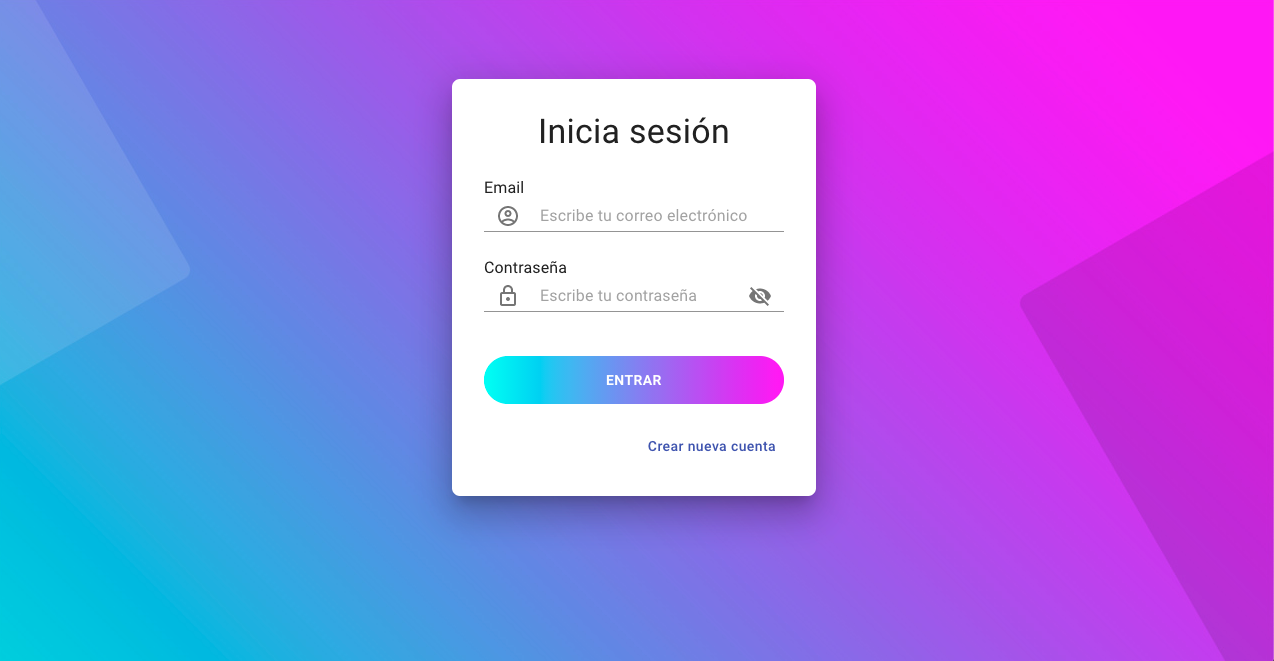 Inicia sesión
Email
Escribe tu correo electrónico
Contraseña
Escribe tu contraseña
ENTRAR
Crear nueva cuenta